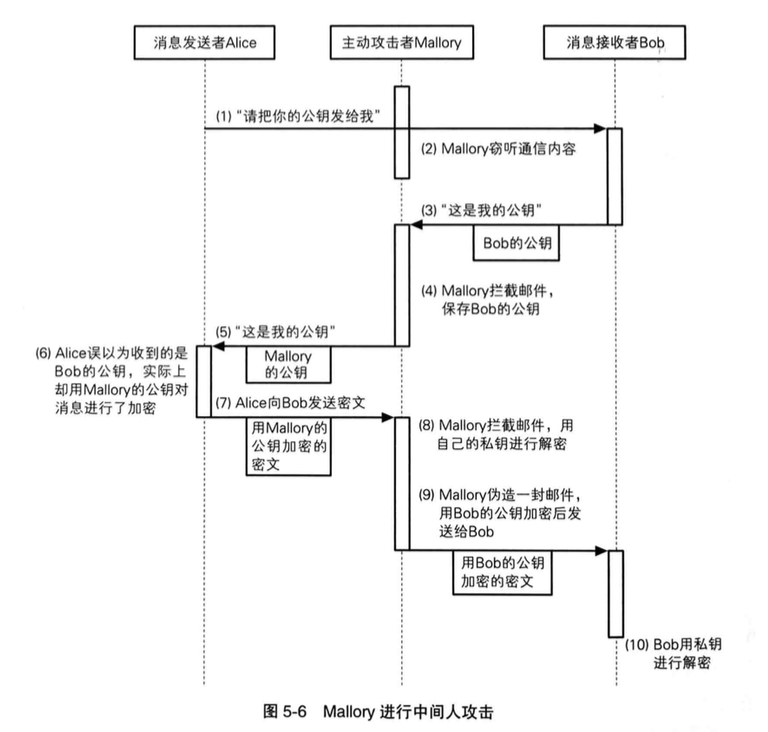 消息发送者Alice
主动攻击者Mallory
消息接收者Bob
(1) “请把你的公钥发给我”
(2) Mallory窃听通信内容
(3) “这是我的公钥”
Bob的公钥
(4) Mallory拦截邮件，
保存Bob的公钥
(5) “这是我的公钥”
Mallory
的公钥
(6) Alice误以为收到的是
Bob的公钥，实际上
却用Mallory的公钥对
消息进行了加密
(7) Alice向Bob发送密文
用Mallory的
公钥加密的
密文
(8) Mallory拦截邮件，用
自己的私钥进行解密
(9) Mallory伪造一封邮件，
用Bob的公钥加密后发
送给Bob
用Bob的公钥
加密的密文
(10) Bob用私钥
进行解密
图 5-6 Mallory 进行中间人攻击